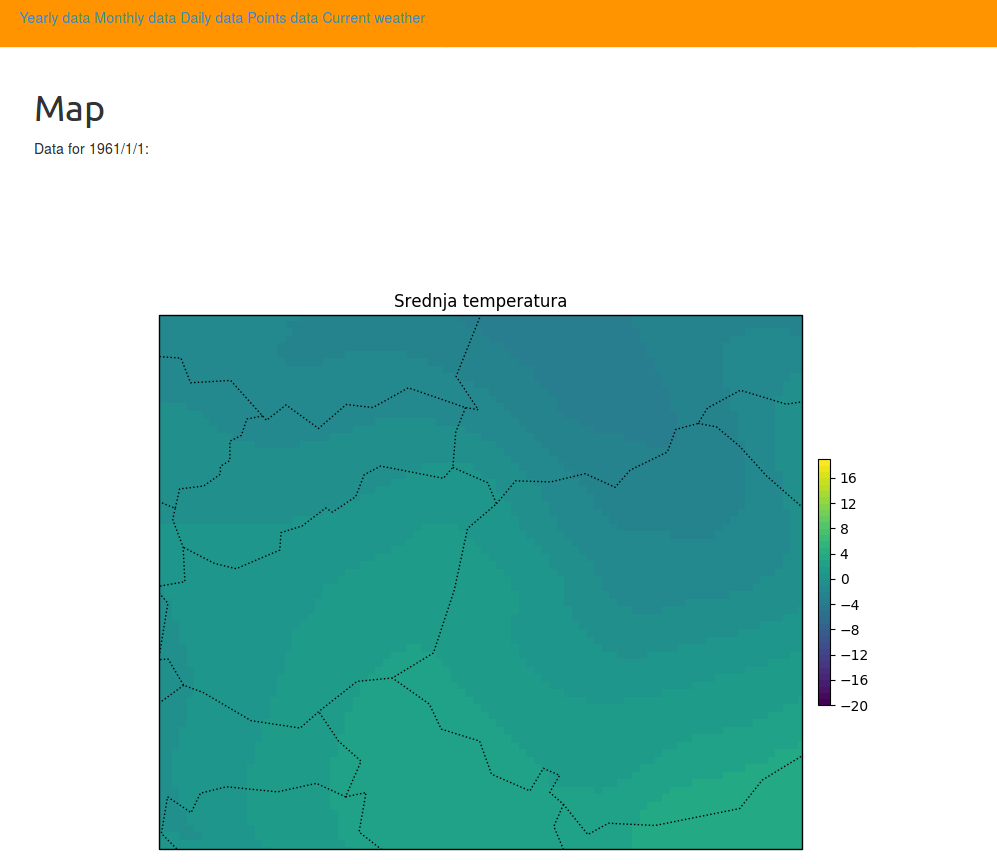 Yearly data Monthly data Daily data Points data Current weather
Map
Data for 1961/1/1:
Srednja temperatura
16
12
8
4
0
−4
−8
−12
−16
−20